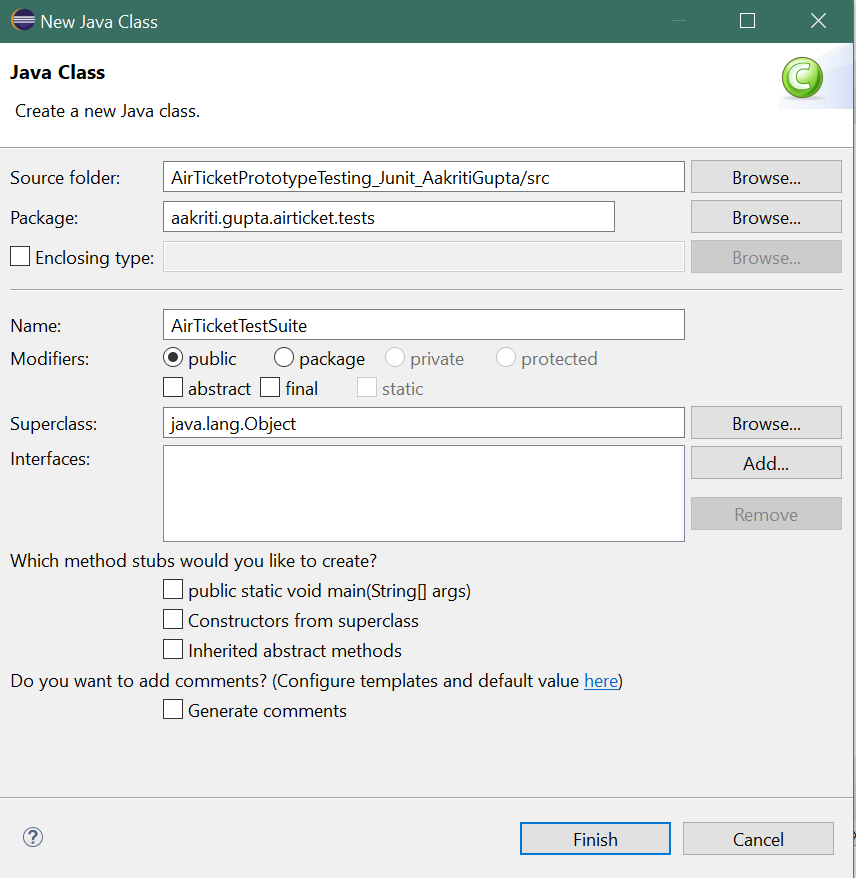 New Java Class
Java Class
Create a new Java class.
Source folder: AirTicketPrototypeTesting_Junit_AakritiGupta/src Browse...
Package: aakriti.gupta.airticket.tests Browse...
Enclosing type: Browse...
Name: AirTicketTestSuite
Modifiers: public package private protected
abstract final static
Superclass: java.lang.Object Browse...
Interfaces: Add...
Remove
Which method stubs would you like to create?
public static void main(String[] args)
Constructors from superclass
Inherited abstract methods
Do you want to add comments? (Configure templates and default value here)
Generate comments
? Finish Cancel